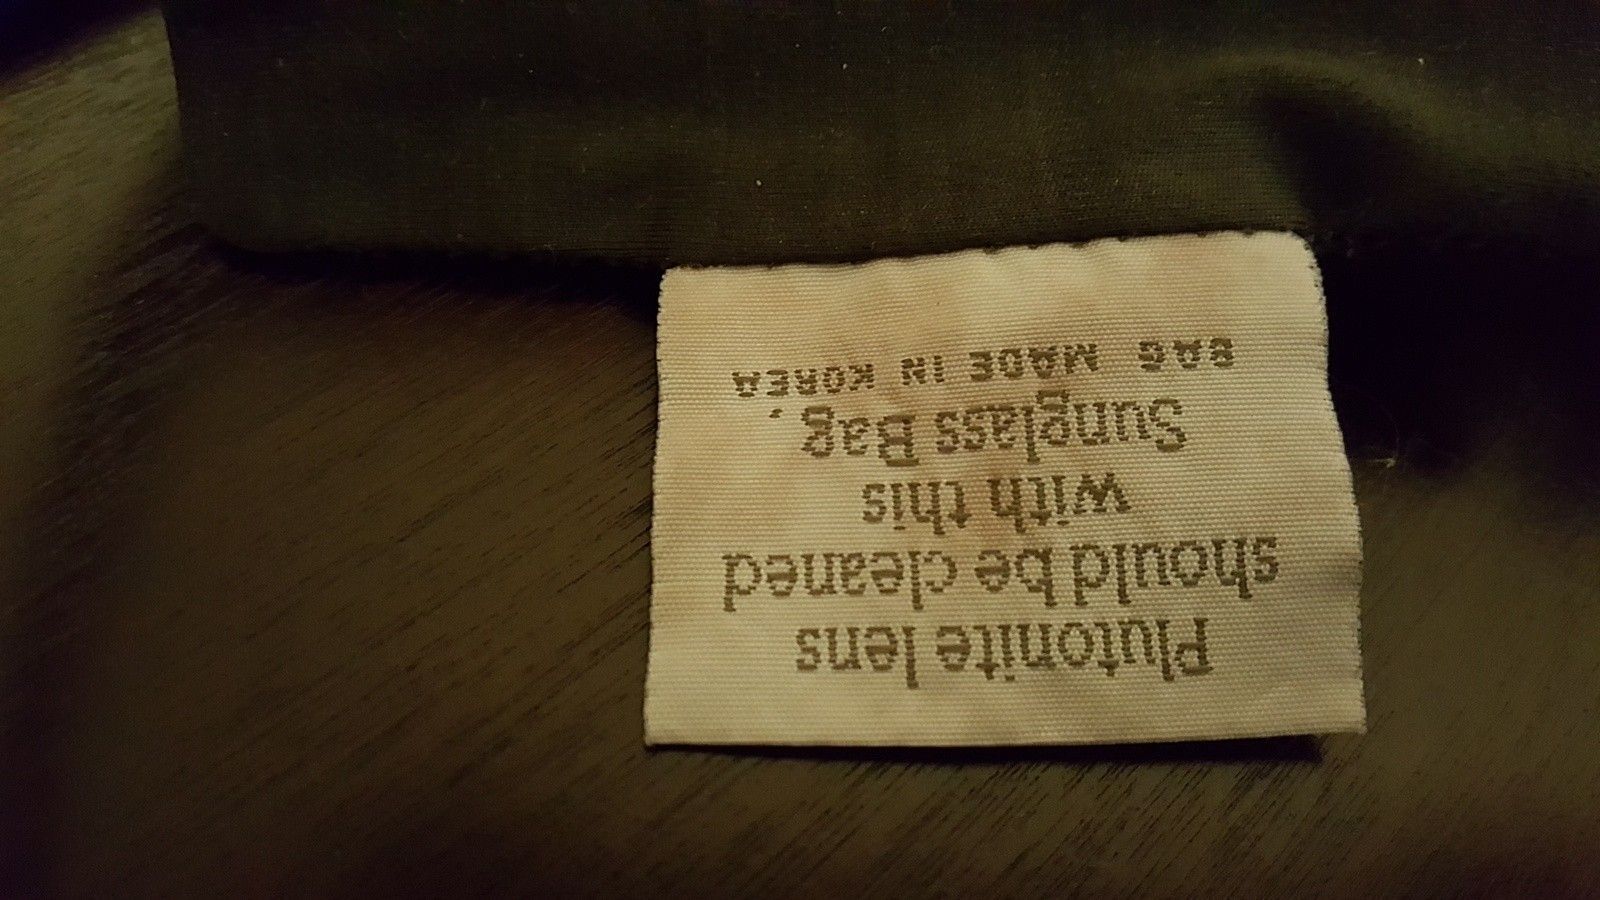 Plutonite lens
should be cleaned
with this
Sunglass Bag.
BAG MADE IN KOREA